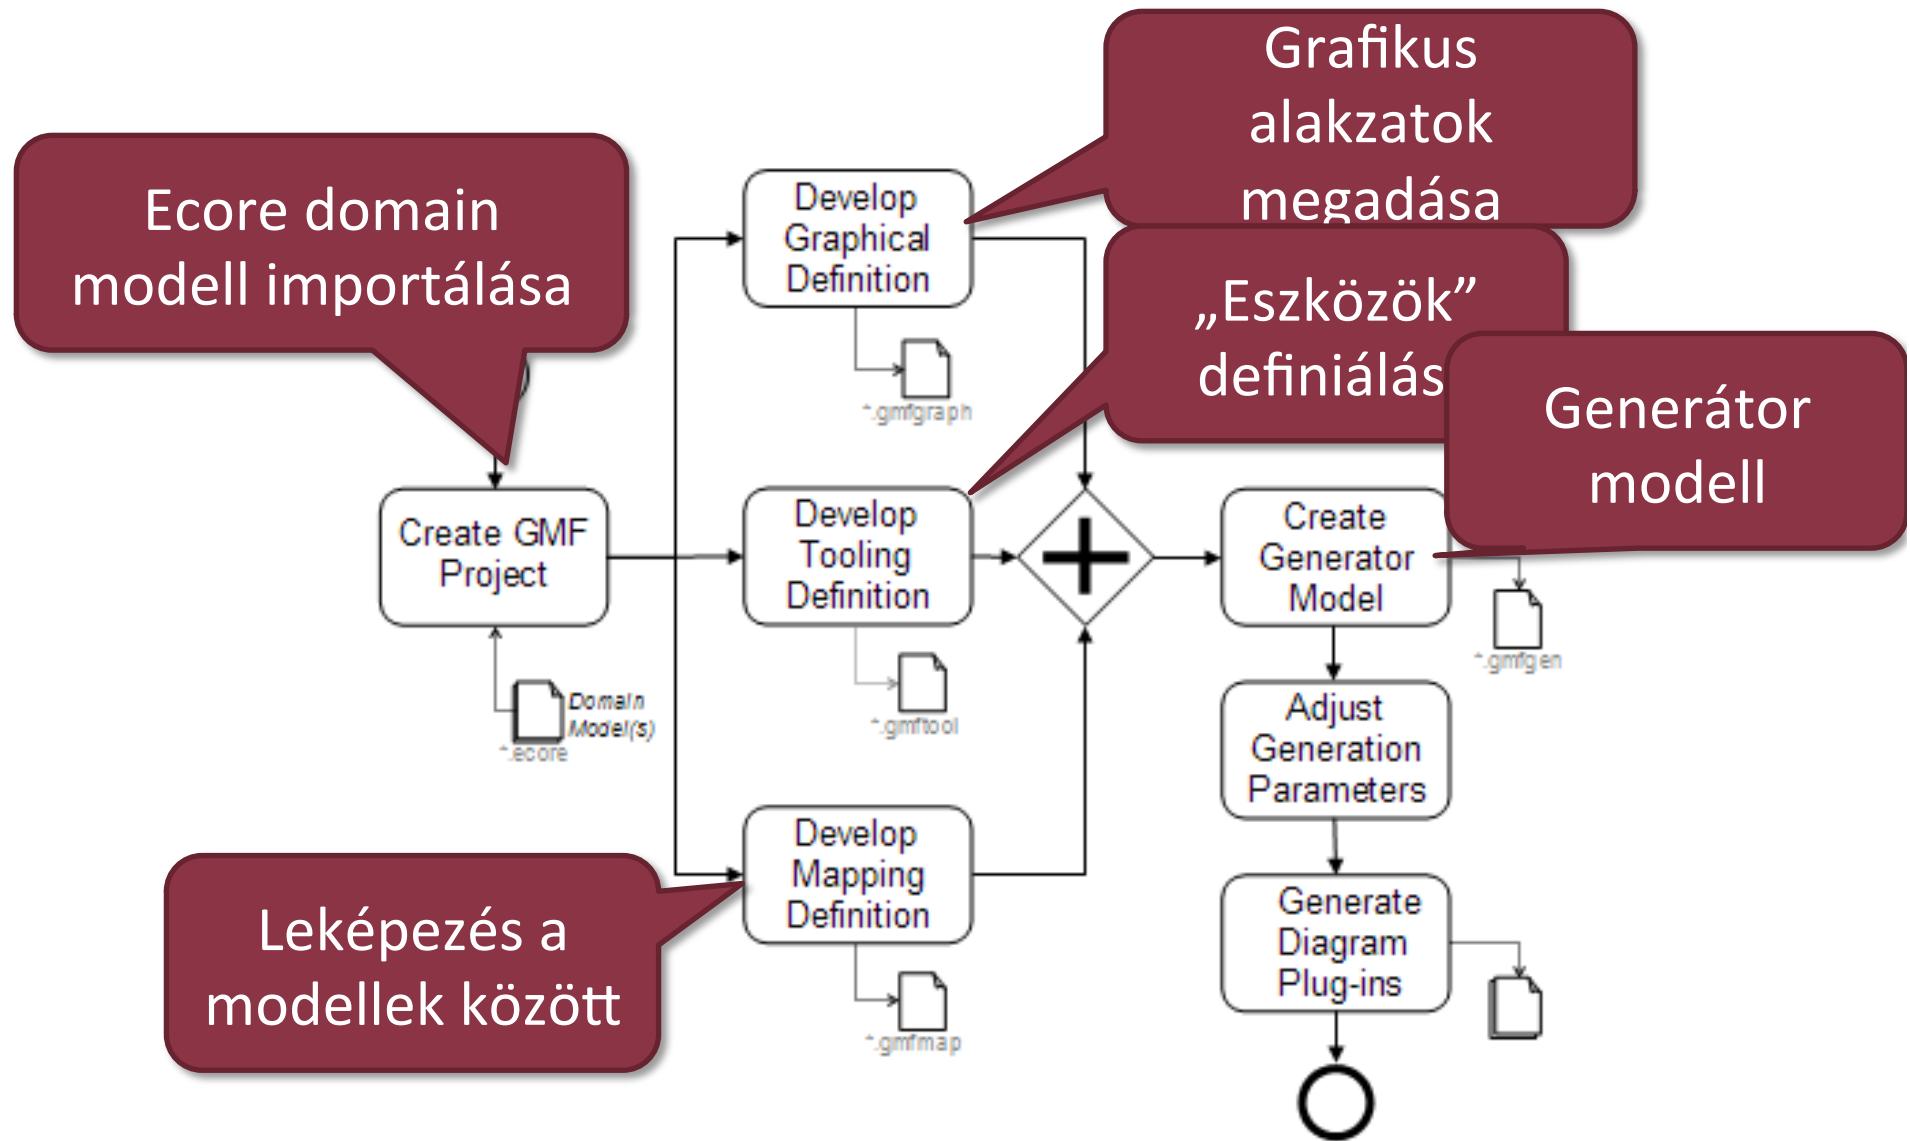 Grafikus
alakzatok
megadása
Ecore domain
modell importálása
Develop
Graphical
Definition
„Eszközök”
definiálás
Generátor
modell
*.gmfgraph
Create GMF
Project
Develop
Tooling
Definition
Create
Generator
Model
*.gmfgen
Domain
Model(s)
*.ecore
*.gmftool
Adjust
Generation
Parameters
Develop
Mapping
Definition
Leképezés a
modellek között
Generate
Diagram
Plug-ins
*.gmfmap